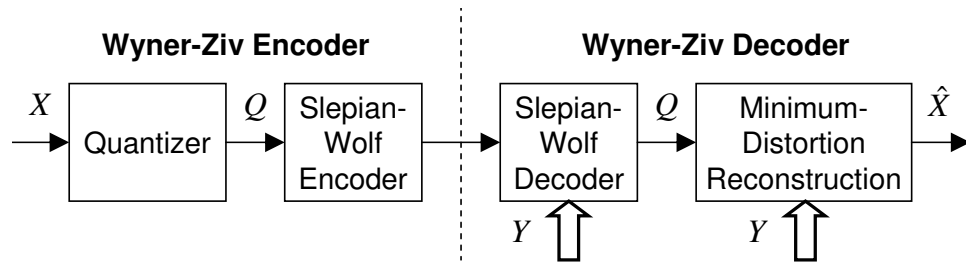 Wyner-Ziv Encoder
Wyner-Ziv Decoder
X
Quantizer
Q
Slepian-
Wolf
Encoder
Slepian-
Wolf
Decoder
Q
Minimum-
Distortion
Reconstruction
X̂
Y
Y